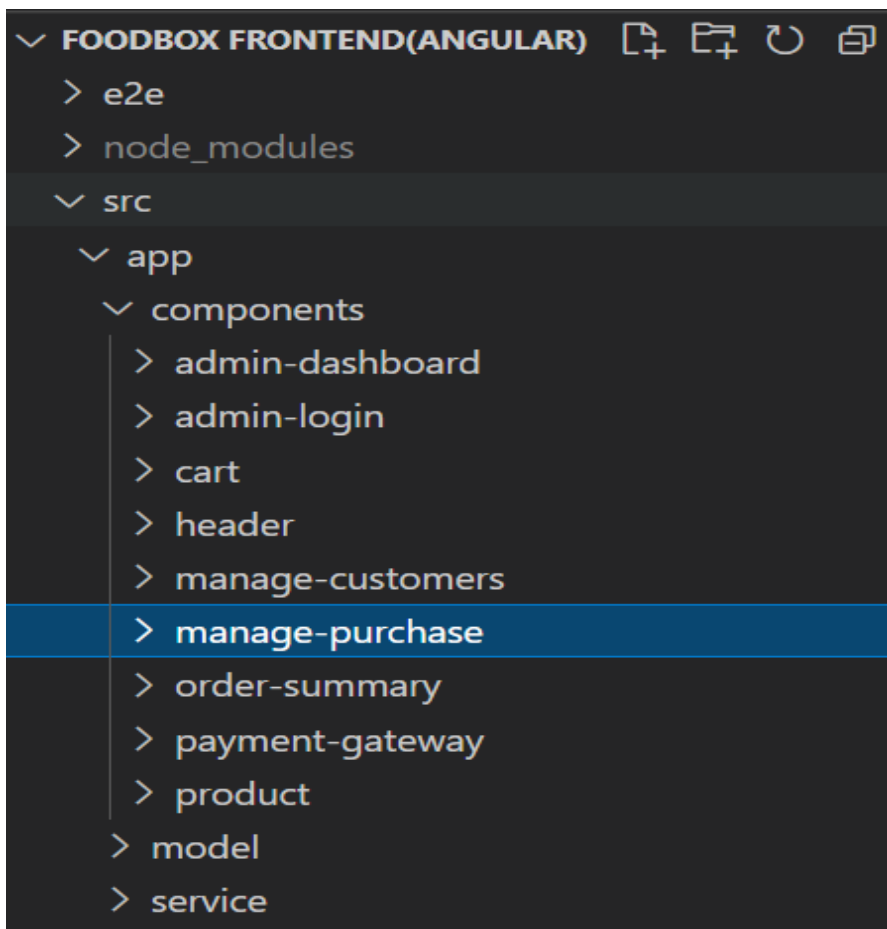 FOODBOX FRONTEND(ANGULAR)
e2e
node_modules
src
app
components
admin-dashboard
admin-login
cart
header
manage-customers
manage-purchase
order-summary
payment-gateway
product
model
service